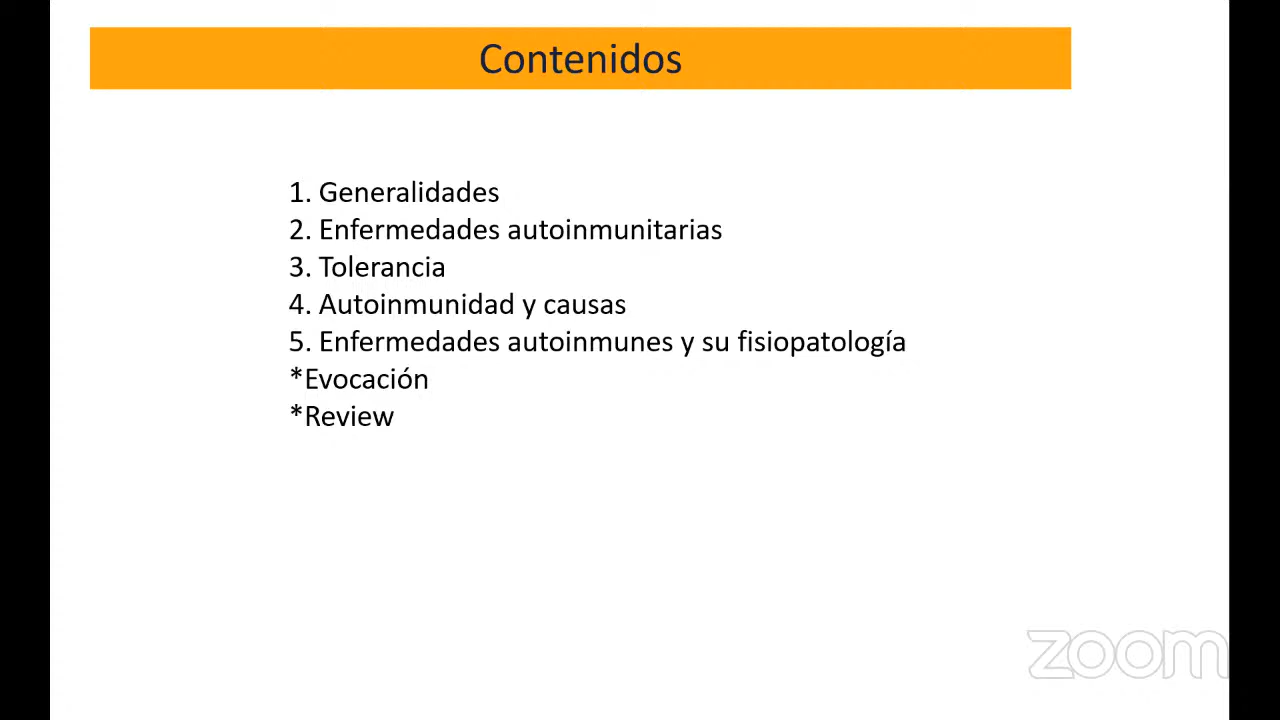 Contenidos
1. Generalidades
2. Enfermedades autoinmunitarias
3. Tolerancia
4. Autoinmunidad y causas
5. Enfermedades autoinmunes y su fisiopatología
*Evocación
*Review
zoom